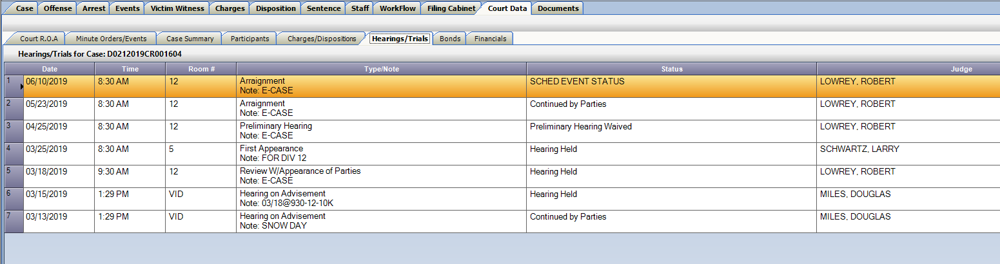 Case Offense Arrest Events Victim Witness Charges Disposition Sentence Staff WorkFlow Filing Cabinet Court Data Documents
Court R.O.A Minute Orders/Events Case Summary Participants Charges/Dispositions Hearings/Trials Bonds Financials
Hearings/Trials for Case: D0212019CR001604
Date Time Room # Type/Note Status Judge
1 06/10/2019 8:30 AM 12 Arraignment SCHED EVENT STATUS LOWREY, ROBERT
Note: E-CASE
2 05/23/2019 8:30 AM 12 Arraignment Continued by Parties LOWREY, ROBERT
Note: E-CASE
3 04/25/2019 8:30 AM 12 Preliminary Hearing Preliminary Hearing Waived LOWREY, ROBERT
Note: E-CASE
4 03/25/2019 8:30 AM 5 First Appearance Hearing Held SCHWARTZ, LARRY
Note: FOR DIV 12
5 03/18/2019 9:30 AM 12 Review W/Appearance of Parties Hearing Held LOWREY, ROBERT
Note: E-CASE
6 03/15/2019 1:29 PM VID Hearing on Advisement Hearing Held MILES, DOUGLAS
Note: 03/18@930-12-10K
7 03/13/2019 1:29 PM VID Hearing on Advisement Continued by Parties MILES, DOUGLAS
Note: SNOW DAY